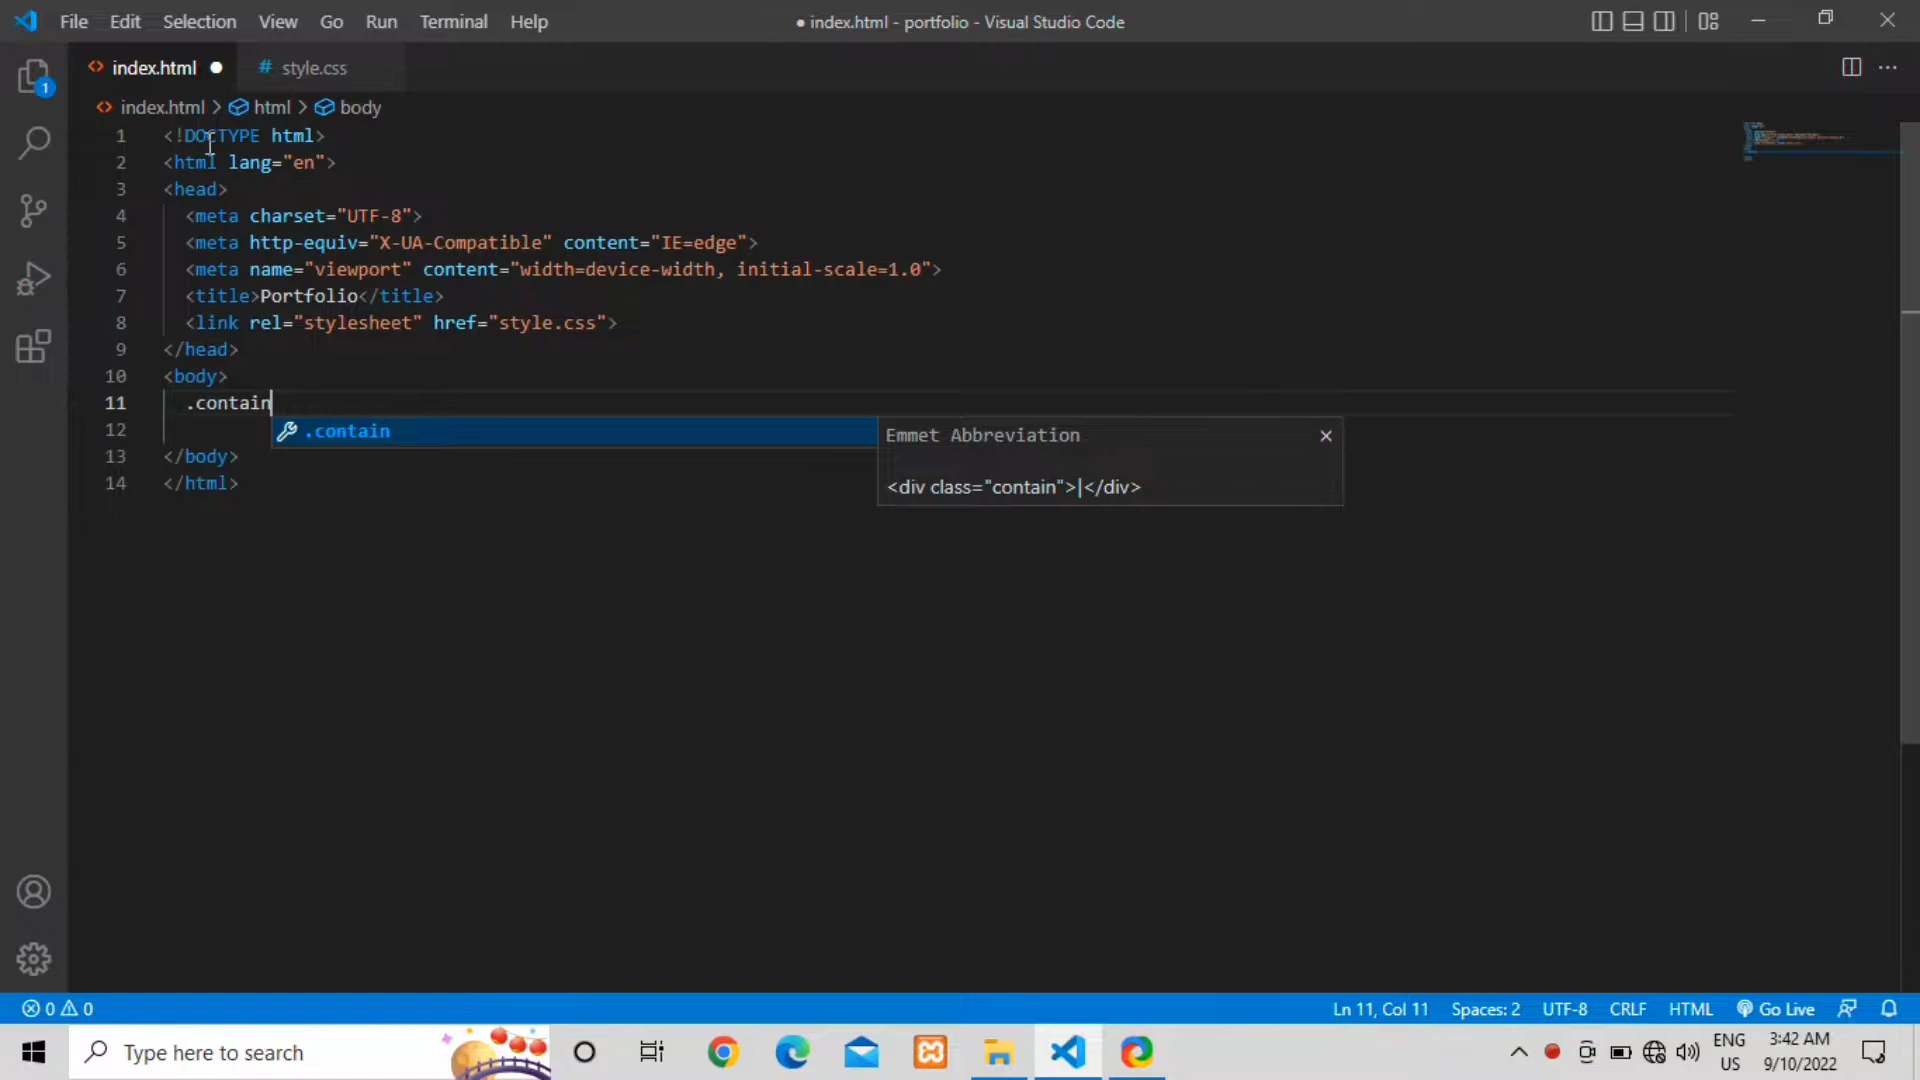 File Edit Selection View Go Run Terminal Help ● index.html - portfolio - Visual Studio Code
index.html ● # style.css
index.html > html > body
1 <!DOCTYPE html>
2 <html lang="en">
3 <head>
4 <meta charset="UTF-8">
5 <meta http-equiv="X-UA-Compatible" content="IE=edge">
6 <meta name="viewport" content="width=device-width, initial-scale=1.0">
7 <title>Portfolio</title>
8 <link rel="stylesheet" href="style.css">
9 </head>
10 <body>
11 .contain
12 .contain Emmet Abbreviation
<div class="contain">|</div>
13 </body>
14 </html>
1
0 0 Ln 11, Col 11 Spaces: 2 UTF-8 CRLF HTML Go Live
Type here to search
ENG 3:42 AM
US 9/10/2022